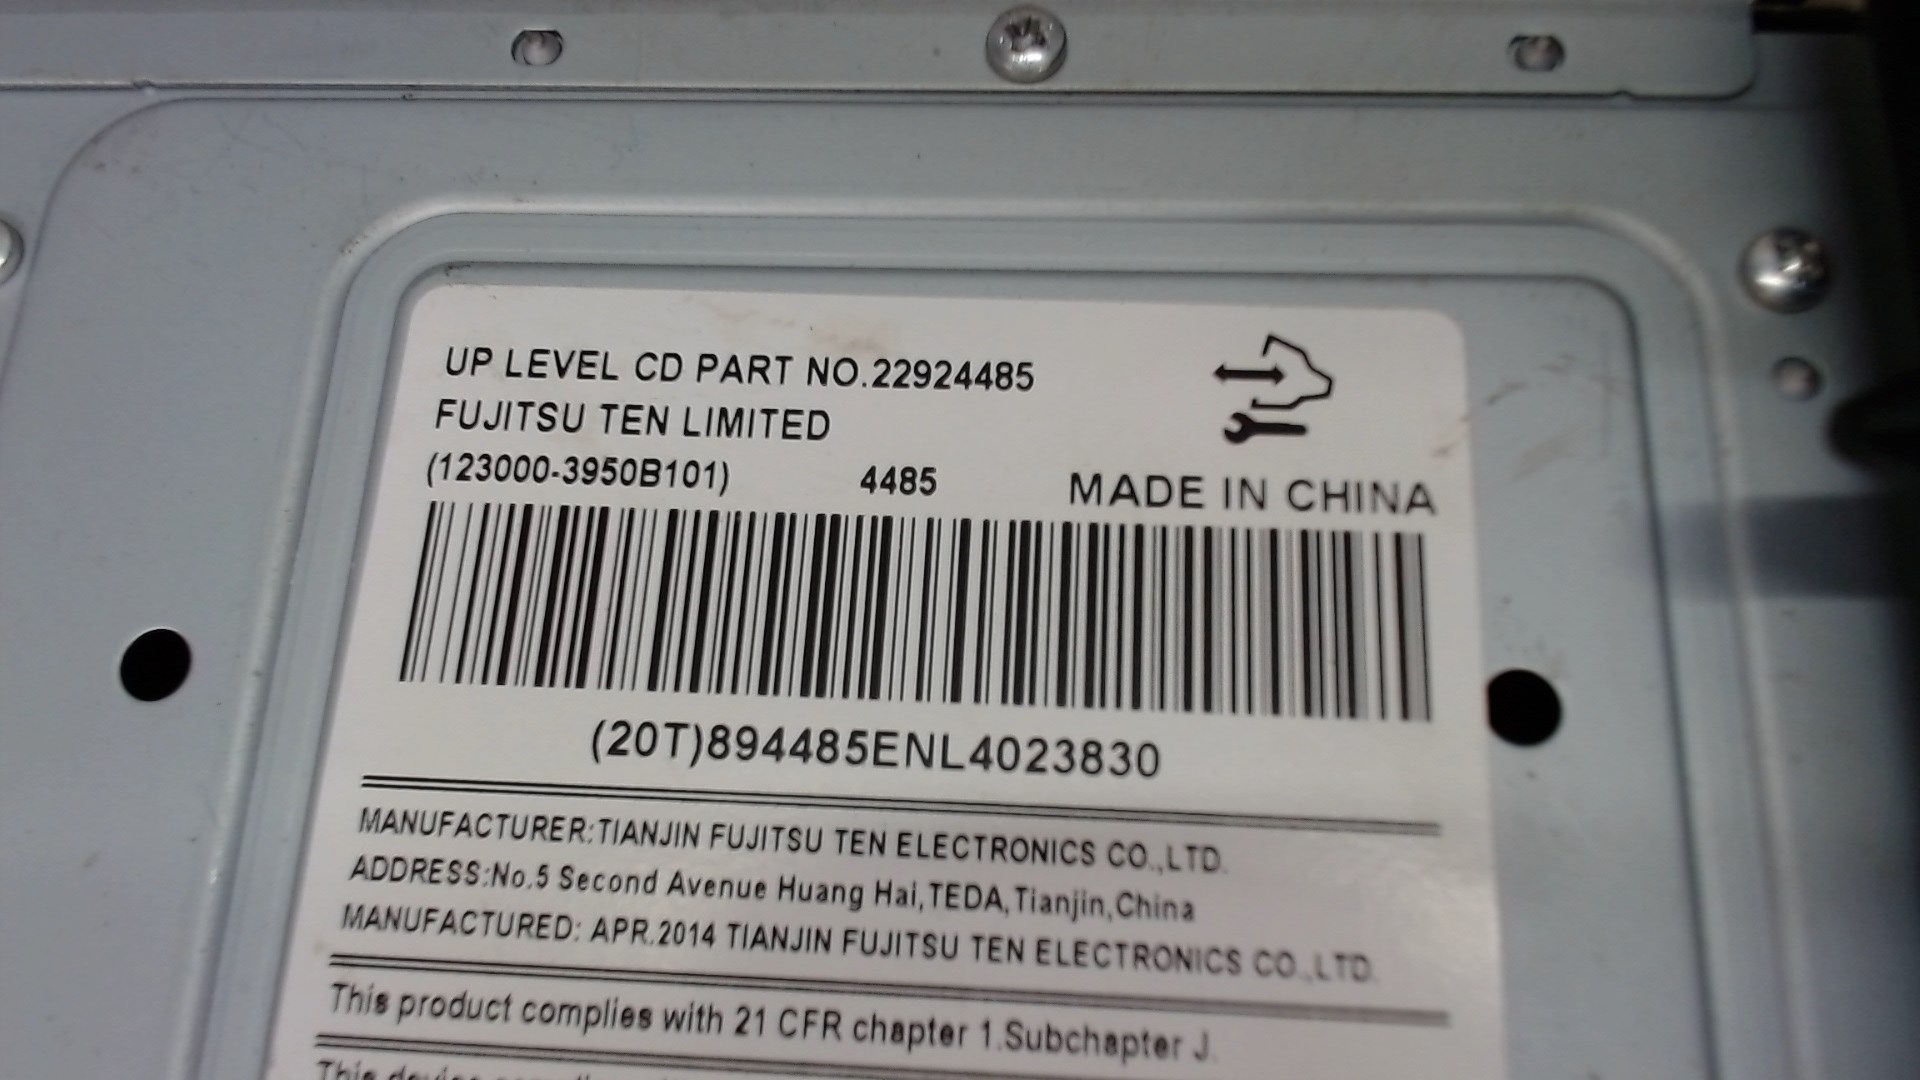 UP LEVEL CD PART NO.22924485
FUJITSU TEN LIMITED
(123000-3950B101) 4485 MADE IN CHINA
(20T)894485ENL4023830
MANUFACTURER:TIANJIN FUJITSU TEN ELECTRONICS CO.,LTD.
ADDRESS:No.5 Second Avenue Huang Hai,TEDA,Tianjin,China
MANUFACTURED: APR.2014 TIANJIN FUJITSU TEN ELECTRONICS CO.,LTD.
This product complies with 21 CFR chapter 1.Subchapter J.
This device